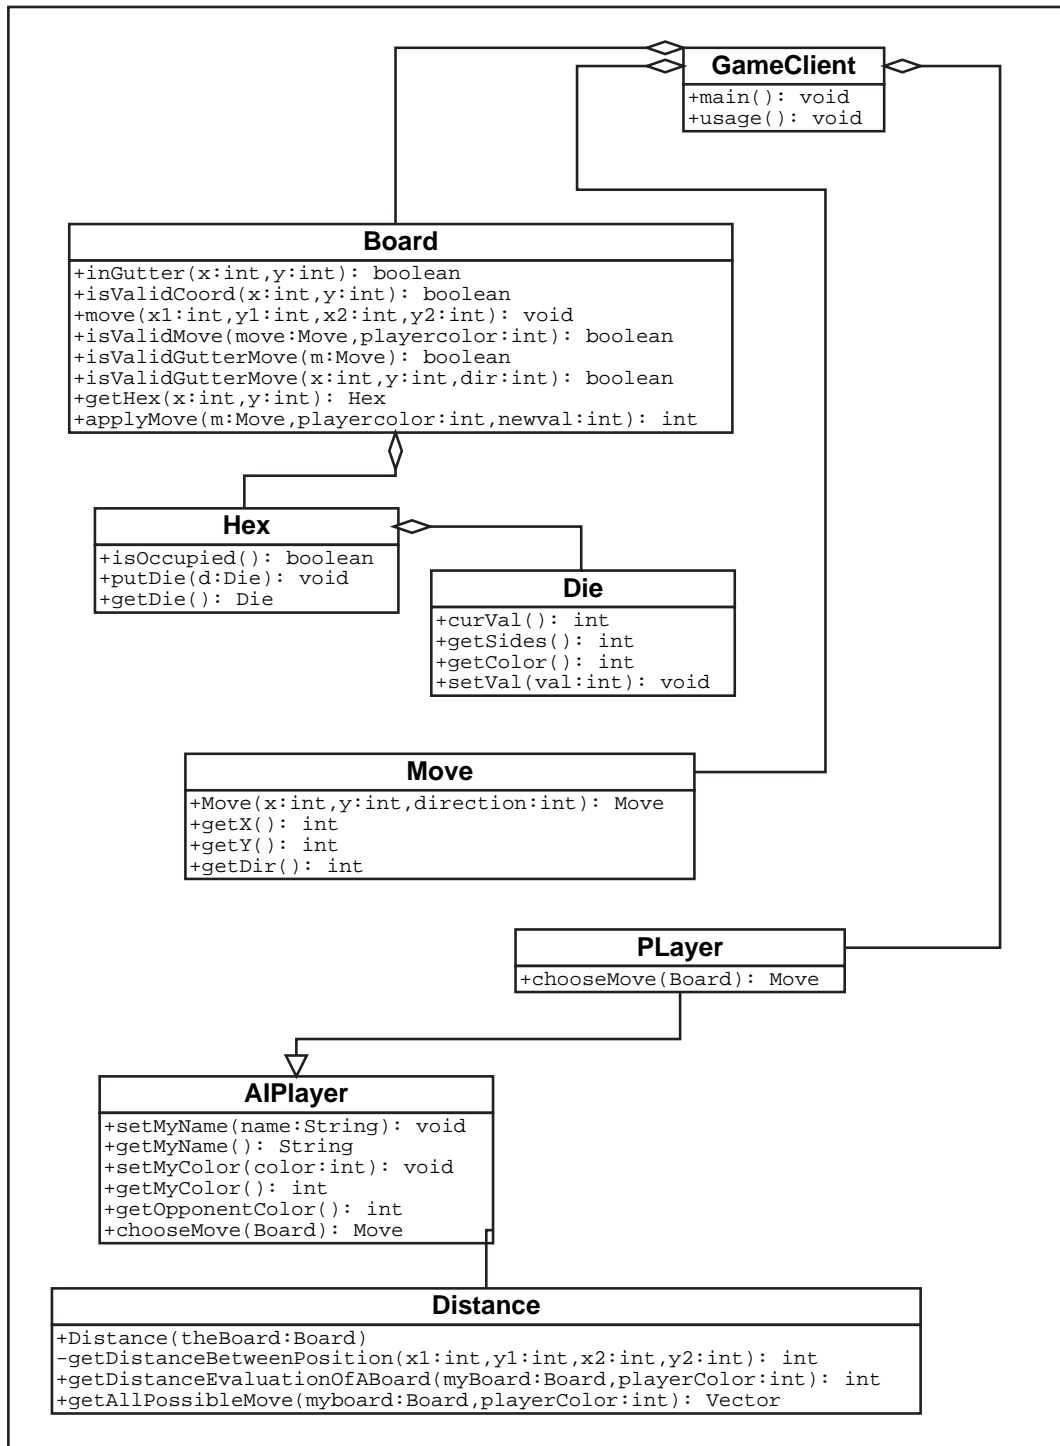 GameClient
+main(): void
+usage(): void
Board
+inGutter(x:int,y:int): boolean
+isValidCoord(x:int,y:int): boolean
+move(x1:int,y1:int,x2:int,y2:int): void
+isValidMove(move:Move,playercolor:int): boolean
+isValidGutterMove(m:Move): boolean
+isValidGutterMove(x:int,y:int,dir:int): boolean
+getHex(x:int,y:int): Hex
+applyMove(m:Move,playercolor:int,newval:int): int
Hex
+isOccupied(): boolean
+putDie(d:Die): void
+getDie(): Die
Die
+curVal(): int
+getSides(): int
+getColor(): int
+setVal(val:int): void
Move
+Move(x:int,y:int,direction:int): Move
+getX(): int
+getY(): int
+getDir(): int
PLayer
+chooseMove(Board): Move
AIPlayer
+setMyName(name:String): void
+getMyName(): String
+setMyColor(color:int): void
+getMyColor(): int
+getOpponentColor(): int
+chooseMove(Board): Move
Distance
+Distance(theBoard:Board)
-getDistanceBetweenPosition(x1:int,y1:int,x2:int,y2:int): int
+getDistanceEvaluationOfABoard(myBoard:Board,playerColor:int): int
+getAllPossibleMove(myboard:Board,playerColor:int): Vector